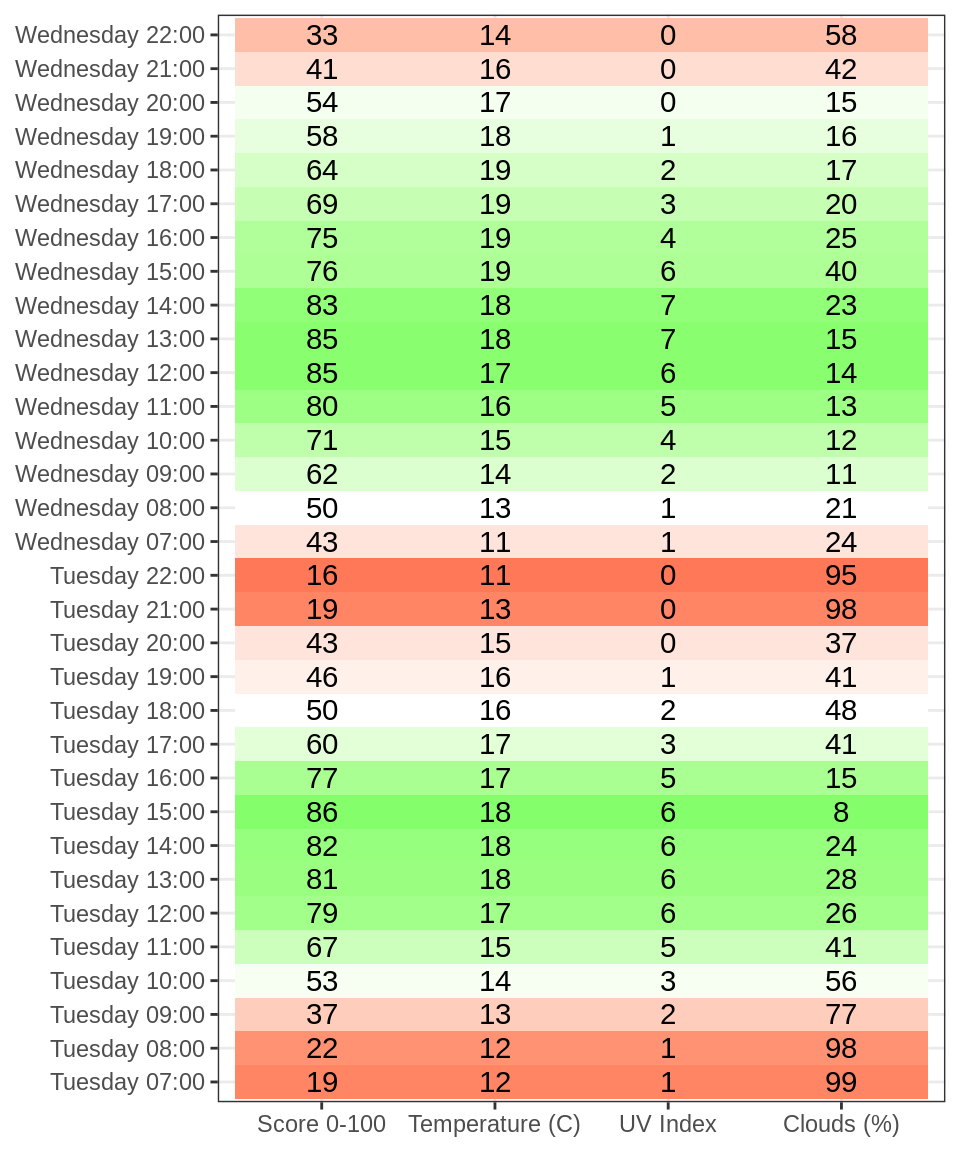 Wednesday 22:00 33 14 0 58
Wednesday 21:00 41 16 0 42
Wednesday 20:00 54 17 0 15
Wednesday 19:00 58 18 1 16
Wednesday 18:00 64 19 2 17
Wednesday 17:00 69 19 3 20
Wednesday 16:00 75 19 4 25
Wednesday 15:00 76 19 6 40
Wednesday 14:00 83 18 7 23
Wednesday 13:00 85 18 7 15
Wednesday 12:00 85 17 6 14
Wednesday 11:00 80 16 5 13
Wednesday 10:00 71 15 4 12
Wednesday 09:00 62 14 2 11
Wednesday 08:00 50 13 1 21
Wednesday 07:00 43 11 1 24
Tuesday 22:00 16 11 0 95
Tuesday 21:00 19 13 0 98
Tuesday 20:00 43 15 0 37
Tuesday 19:00 46 16 1 41
Tuesday 18:00 50 16 2 48
Tuesday 17:00 60 17 3 41
Tuesday 16:00 77 17 5 15
Tuesday 15:00 86 18 6 8
Tuesday 14:00 82 18 6 24
Tuesday 13:00 81 18 6 28
Tuesday 12:00 79 17 6 26
Tuesday 11:00 67 15 5 41
Tuesday 10:00 53 14 3 56
Tuesday 09:00 37 13 2 77
Tuesday 08:00 22 12 1 98
Tuesday 07:00 19 12 1 99
Score 0-100 Temperature (C) UV Index Clouds (%)